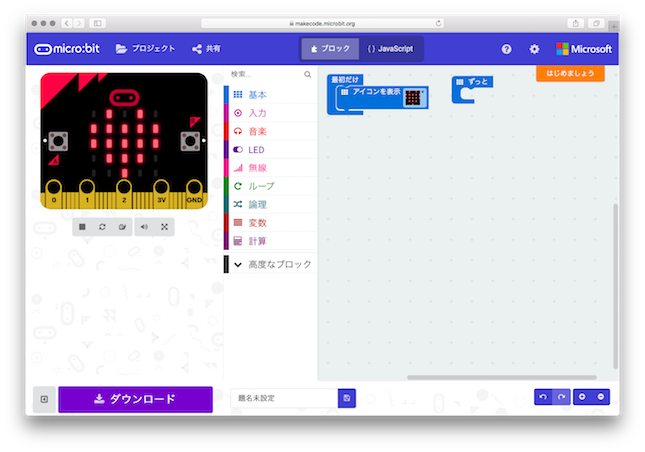 makecode.microbit.org
micro:bit
プロジェクト
共有
ブロック
{} JavaScript
Microsoft
はじめましょう
検索...
基本
入力
音楽
LED
無線
ループ
論理
変数
計算
高度なブロック
最初だけ
アイコンを表示
ずっと
0 1 2 3V GND
A
B
ダウンロード
題名未設定